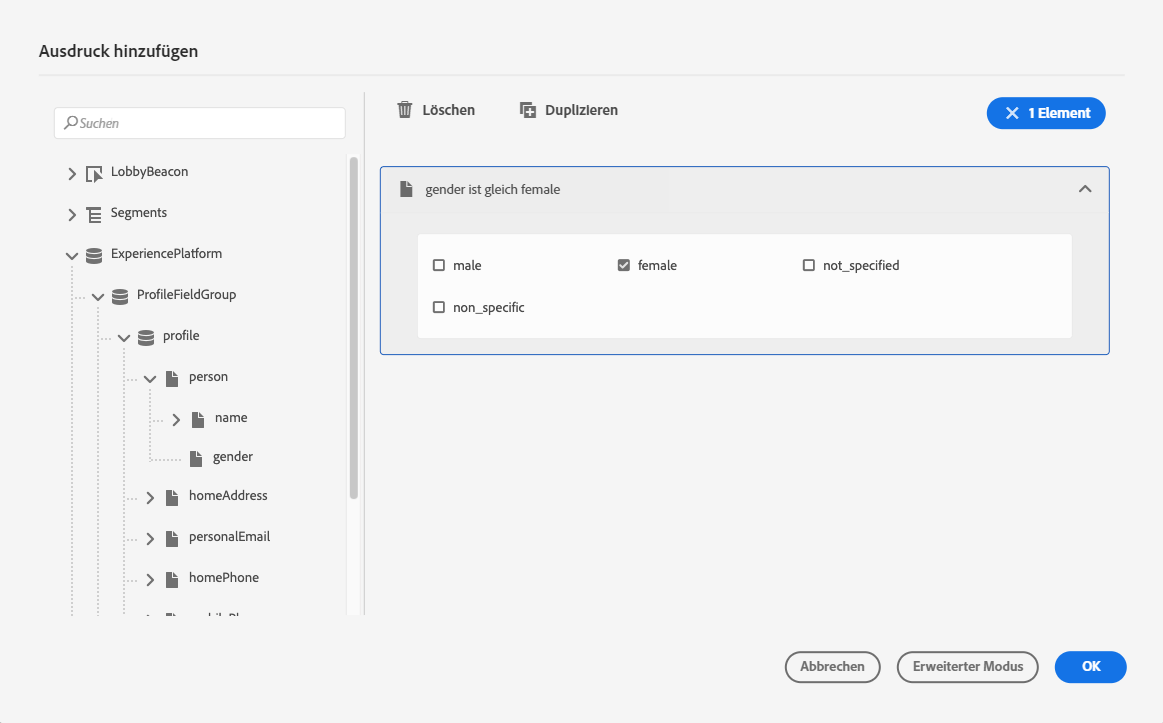 Ausdruck hinzufügen
Suchen
LobbyBeacon
Segments
ExperiencePlatform
ProfileFieldGroup
profile
person
name
gender
homeAddress
personalEmail
homePhone
Löschen
Duplizieren
1 Element
gender ist gleich female
male
female
not_specified
non_specific
Abbrechen
Erweiterter Modus
OK